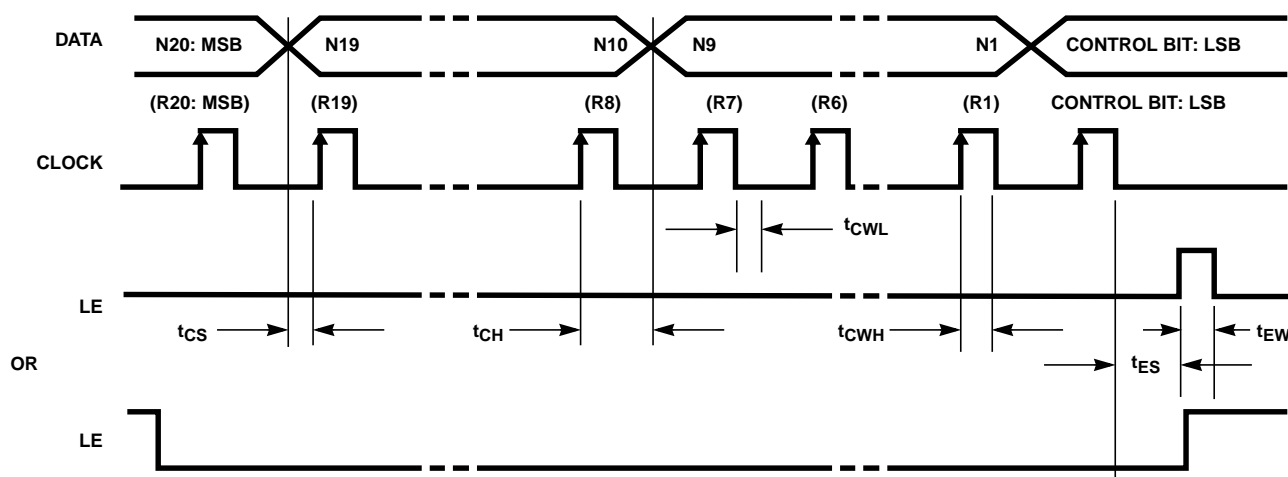 DATA
N20: MSB
N19
N10
N9
N1
CONTROL BIT: LSB
(R20: MSB)
(R19)
(R8)
(R7)
(R6)
(R1)
CONTROL BIT: LSB
CLOCK
tCWL
LE
tCS
tCH
tCWH
tEW
OR
tES
LE